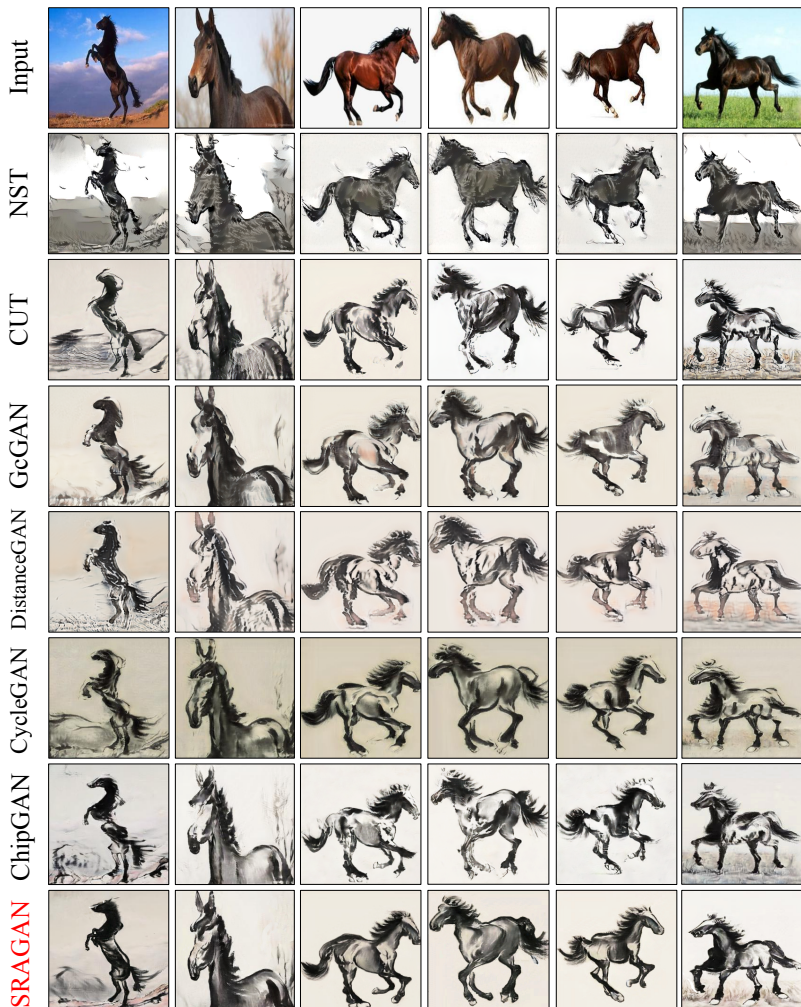 Input
NST
CUT
GcGAN
DistanceGAN
CycleGAN
ChipGAN
SRAGAN